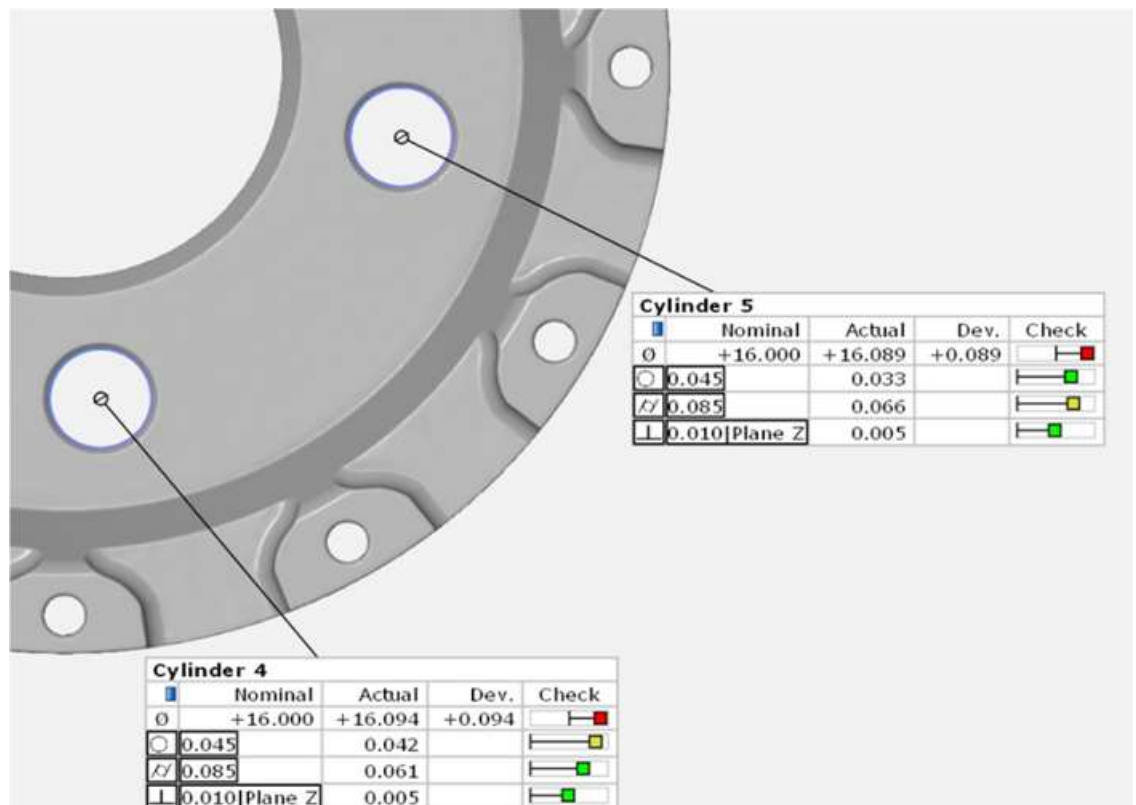 Cylinder 5
Nominal Actual Dev. Check
Ø +16.000 +16.089 +0.089
○ 0.045 0.033
⌭ 0.085 0.066
⊥ 0.010|Plane Z 0.005
Cylinder 4
Nominal Actual Dev. Check
Ø +16.000 +16.094 +0.094
○ 0.045 0.042
⌭ 0.085 0.061
⊥ 0.010|Plane Z 0.005